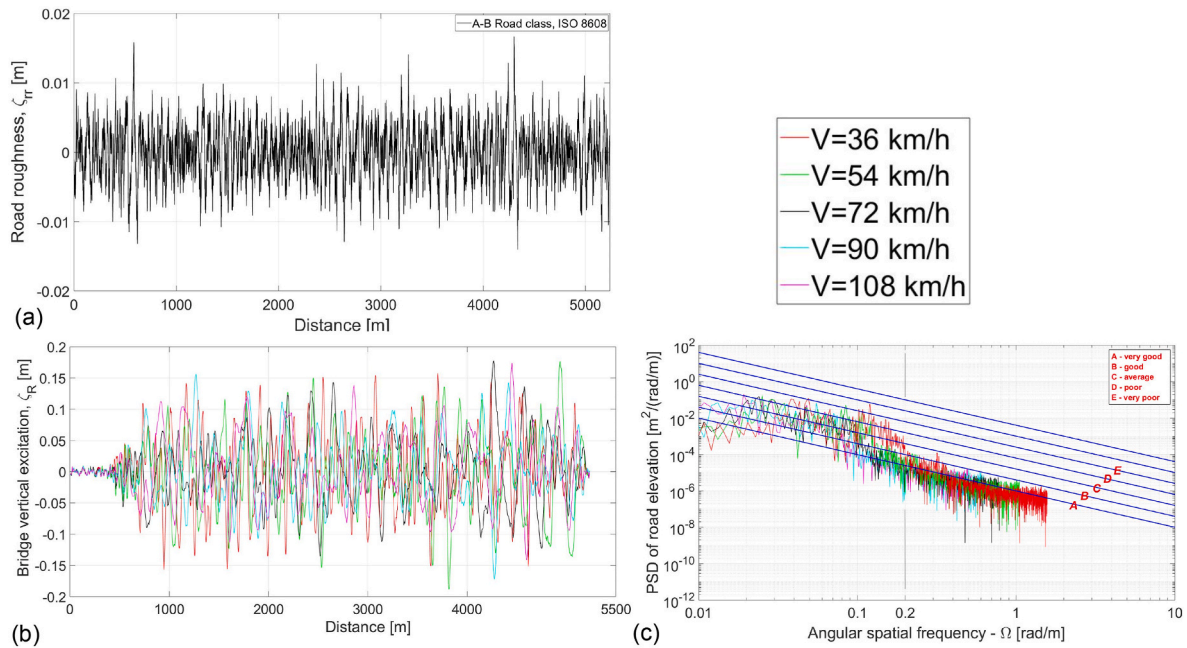 0.02
0.01
0
-0.01
-0.02
Road roughness, ζrr [m]
A-B Road class, ISO 8608
0 1000 2000 3000 4000 5000
Distance [m]
(a)
V=36 km/h
V=54 km/h
V=72 km/h
V=90 km/h
V=108 km/h
0.2
0.15
0.1
0.05
0
-0.05
-0.1
-0.15
-0.2
Bridge vertical excitation, ζR [m]
0 1000 2000 3000 4000 5500
Distance [m]
(b)
10^2
10^0
10^-2
10^-4
10^-6
10^-8
10^-10
10^-12
PSD of road elevation [m^2/(rad/m)]
A - very good
B - good
C - average
D - poor
E - very poor
E
D
C
B
A
0.01 0.1 0.2 1 10
Angular spatial frequency - Ω [rad/m]
(c)